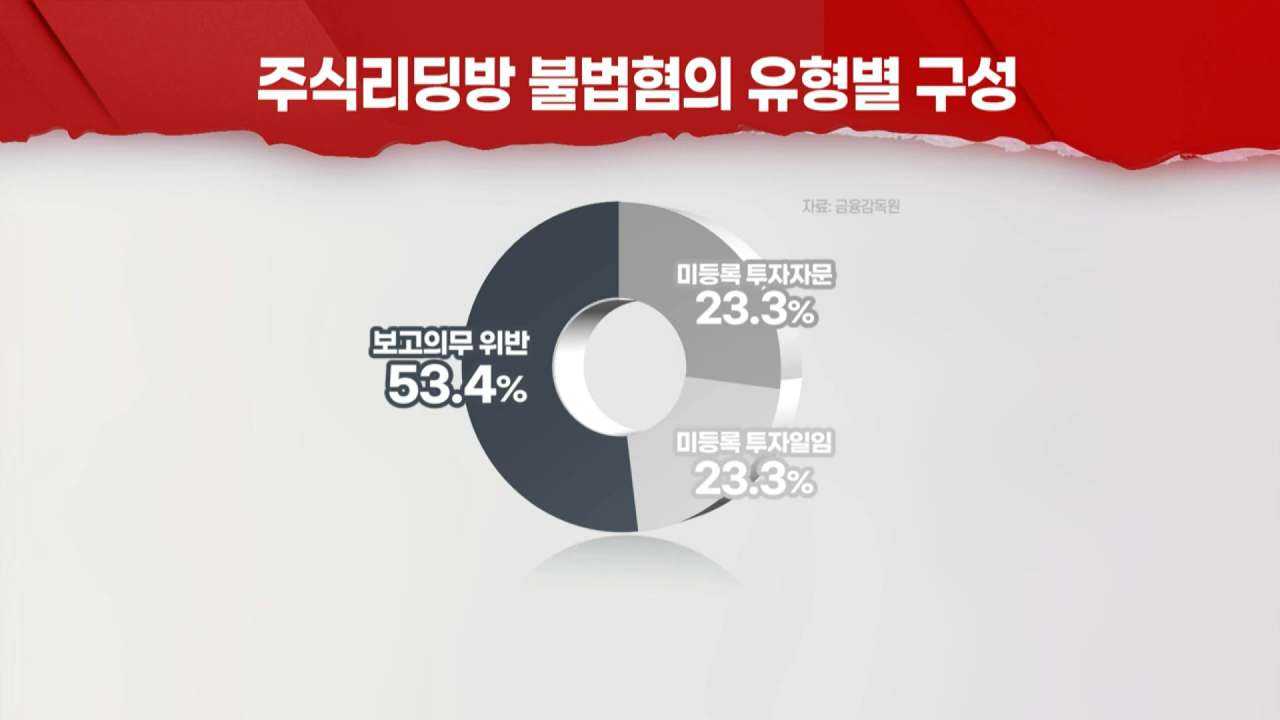 주식리딩방 불법혐의 유형별 구성
자료: 금융감독원
미등록 투자자문
23.3%
보고의무 위반
53.4%
미등록 투자일임
23.3%